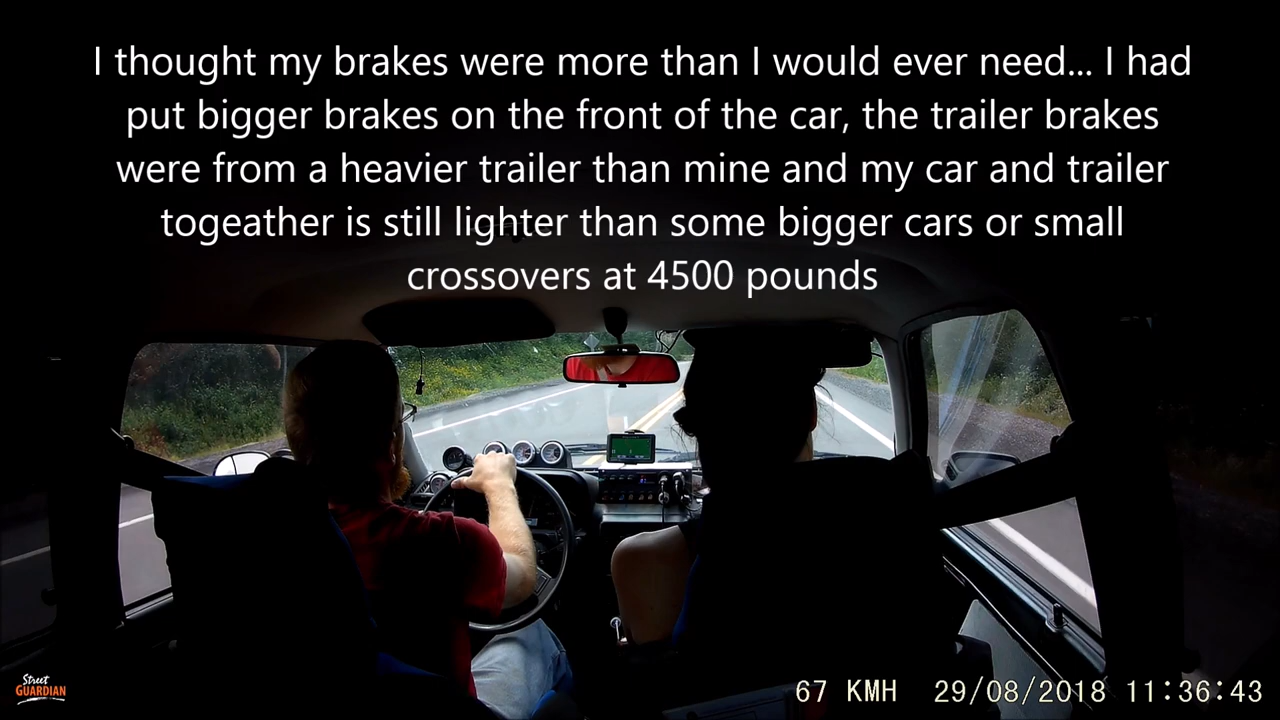 I thought my brakes were more than I would ever need... I had
put bigger brakes on the front of the car, the trailer brakes
were from a heavier trailer than mine and my car and trailer
togeather is still lighter than some bigger cars or small
crossovers at 4500 pounds
Street
GUARDIAN
67 KMH 29/08/2018 11:36:43